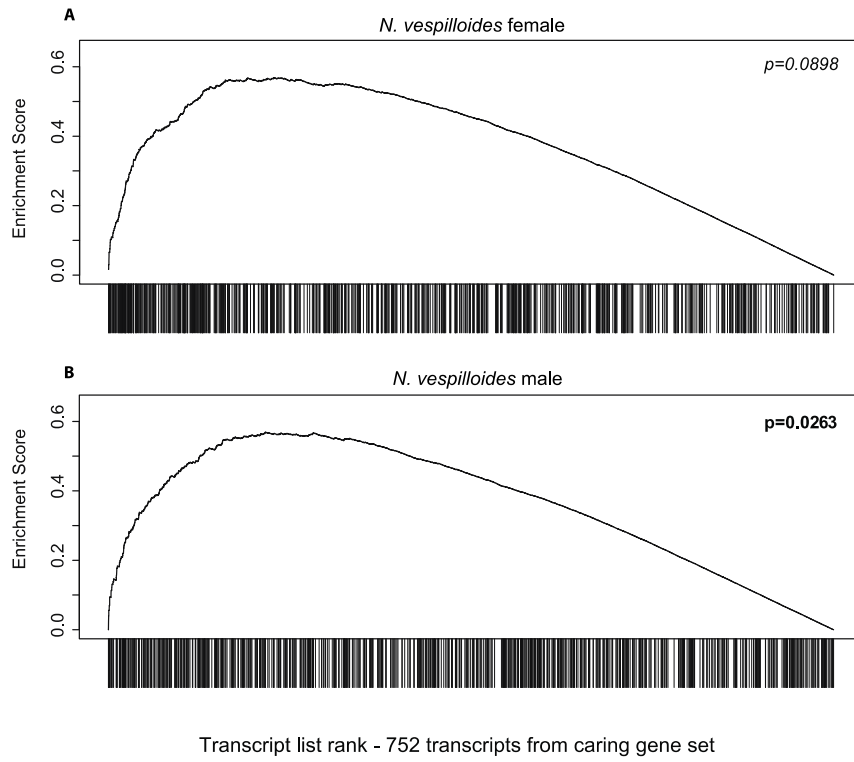 A
N. vespilloides female
p=0.0898
Enrichment Score
0.6
0.4
0.2
0.0
B
N. vespilloides male
p=0.0263
Enrichment Score
0.6
0.4
0.2
0.0
Transcript list rank - 752 transcripts from caring gene set